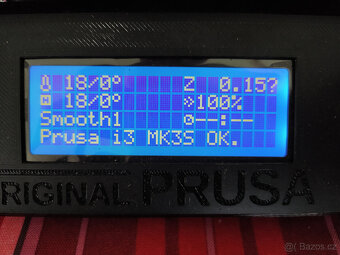 18/0° Z 0.15?
18/0° 100%
Smooth1 --:--
Prusa i3 MK3S OK.
ORIGINAL PRUSA
Bazos.cz